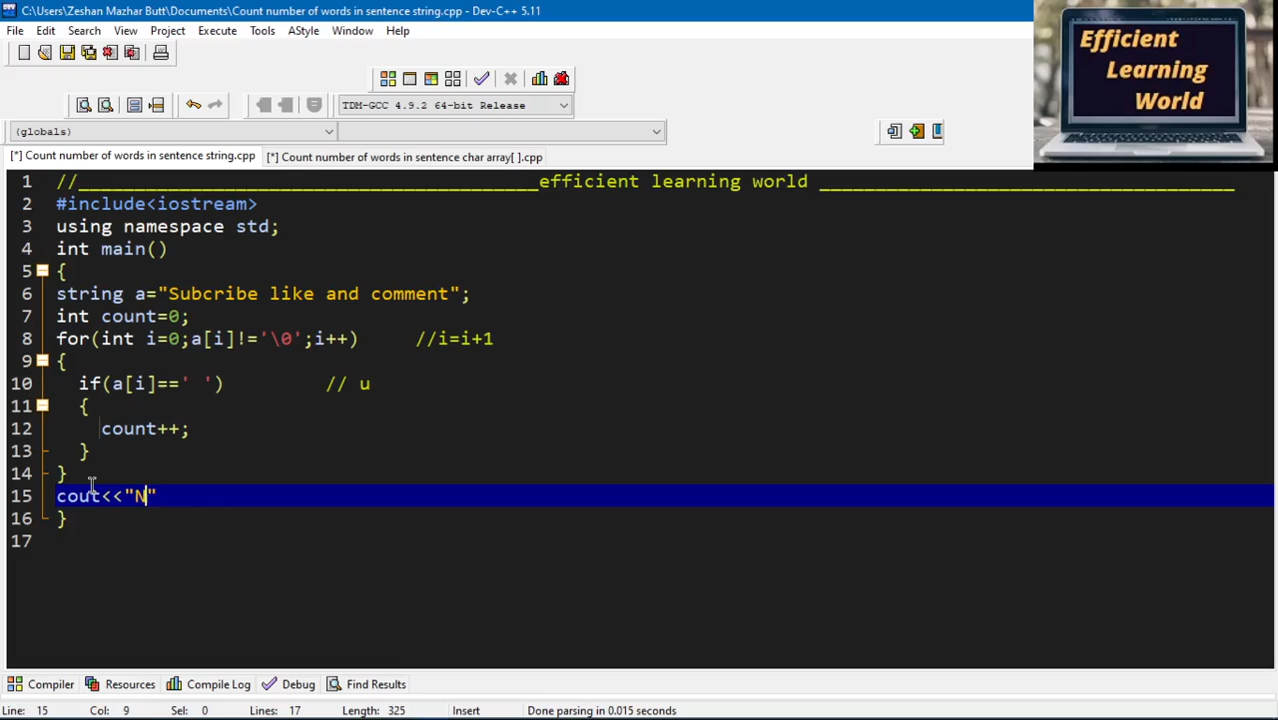 C:\Users\Zeshan Mazhar Butt\Documents\Count number of words in sentence string.cpp - Dev-C++ 5.11
File Edit Search View Project Execute Tools AStyle Window Help
TDM-GCC 4.9.2 64-bit Release
(globals)
[*] Count number of words in sentence string.cpp [*] Count number of words in sentence char array[ ].cpp
Efficient
Learning
World
1 //_________________________________________efficient learning world _____________________________________
2 #include<iostream>
3 using namespace std;
4 int main()
5 {
6 string a="Subcribe like and comment";
7 int count=0;
8 for(int i=0;a[i]!='\0';i++) //i=i+1
9 {
10 if(a[i]==' ') // u
11 {
12 count++;
13 }
14 }
15 cout<<"N"
16 }
17
Compiler Resources Compile Log Debug Find Results
Line: 15 Col: 9 Sel: 0 Lines: 17 Length: 325 Insert Done parsing in 0.015 seconds